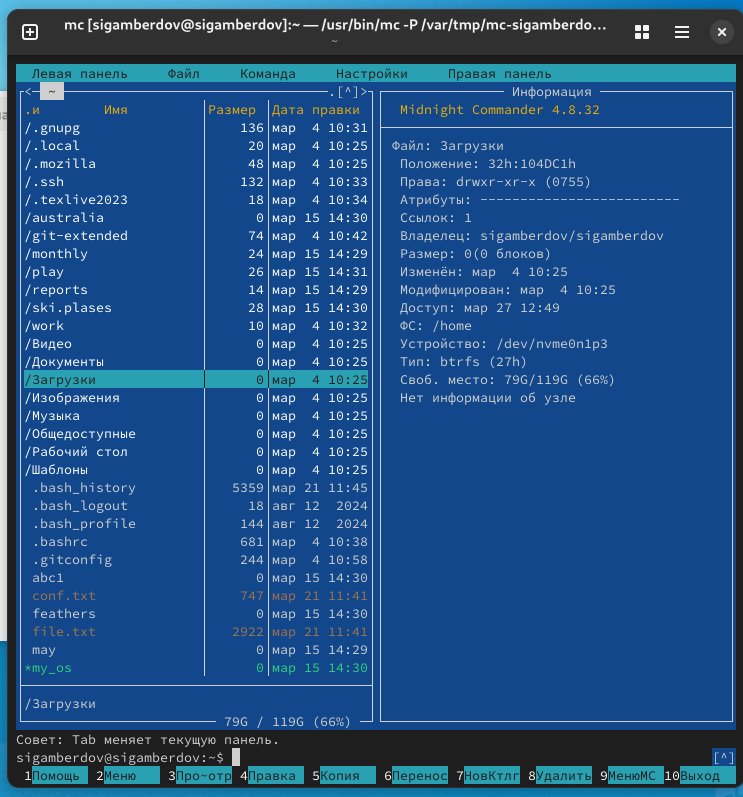 mc [sigamberdov@sigamberdov]:~ — /usr/bin/mc -P /var/tmp/mc-sigamberdo…
~
Левая панель Файл Команда Настройки Правая панель
<─ ~ .[^]>
.и Имя Размер Дата правки
/.gnupg 136 мар 4 10:31
/.local 20 мар 4 10:25
/.mozilla 48 мар 4 10:25
/.ssh 132 мар 4 10:33
/.texlive2023 18 мар 4 10:34
/australia 0 мар 15 14:30
/git-extended 74 мар 4 10:42
/monthly 24 мар 15 14:29
/play 26 мар 15 14:31
/reports 14 мар 15 14:29
/ski.plases 28 мар 15 14:30
/work 10 мар 4 10:32
/Видео 0 мар 4 10:25
/Документы 0 мар 4 10:25
/Загрузки 0 мар 4 10:25
/Изображения 0 мар 4 10:25
/Музыка 0 мар 4 10:25
/Общедоступные 0 мар 4 10:25
/Рабочий стол 0 мар 4 10:25
/Шаблоны 0 мар 4 10:25
.bash_history 5359 мар 21 11:45
.bash_logout 18 авг 12 2024
.bash_profile 144 авг 12 2024
.bashrc 681 мар 4 10:38
.gitconfig 244 мар 4 10:58
abc1 0 мар 15 14:30
conf.txt 747 мар 21 11:41
feathers 0 мар 15 14:30
file.txt 2922 мар 21 11:41
may 0 мар 15 14:29
*my_os 0 мар 15 14:30
/Загрузки
79G / 119G (66%)
Информация
Midnight Commander 4.8.32
Файл: Загрузки
Положение: 32h:104DC1h
Права: drwxr-xr-x (0755)
Атрибуты: -------------------------
Ссылок: 1
Владелец: sigamberdov/sigamberdov
Размер: 0(0 блоков)
Изменён: мар 4 10:25
Модифицирован: мар 4 10:25
Доступ: мар 27 12:49
ФС: /home
Устройство: /dev/nvme0n1p3
Тип: btrfs (27h)
Своб. место: 79G/119G (66%)
Нет информации об узле
Совет: Tab меняет текущую панель.
sigamberdov@sigamberdov:~$ [^]
1Помощь 2Меню 3Про~отр 4Правка 5Копия 6Перенос 7НовКтлг 8Удалить 9МенюMC 10Выход